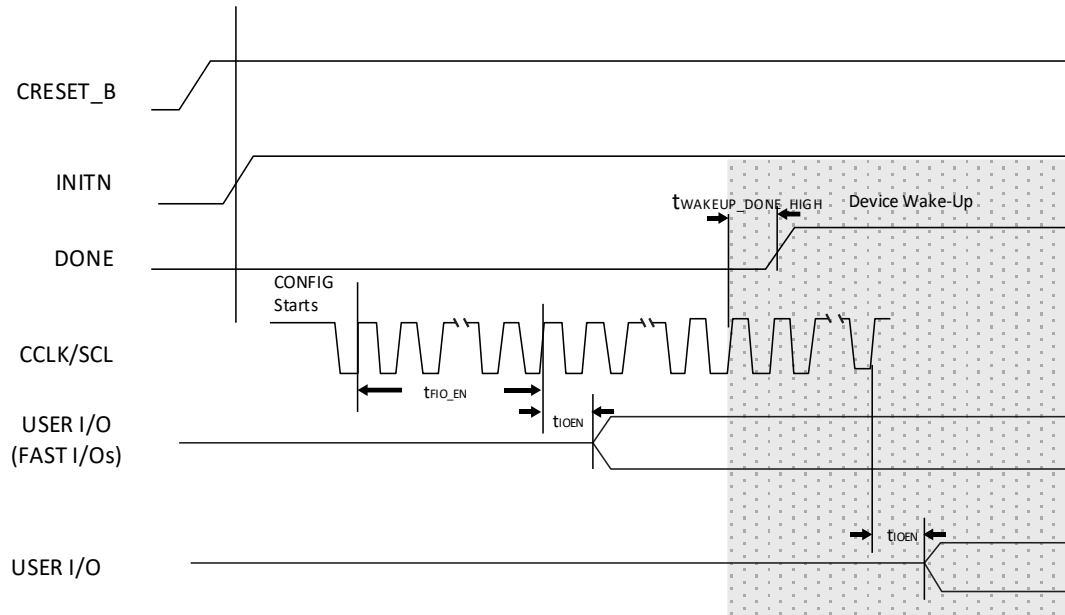 CRESET_B
INITN
tWAKEUP_DONE_HIGH
Device Wake-Up
DONE
CONFIG
Starts
CCLK/SCL
tFIO_EN
USER I/O
(FAST I/Os)
tIOEN
tIOEN
USER I/O